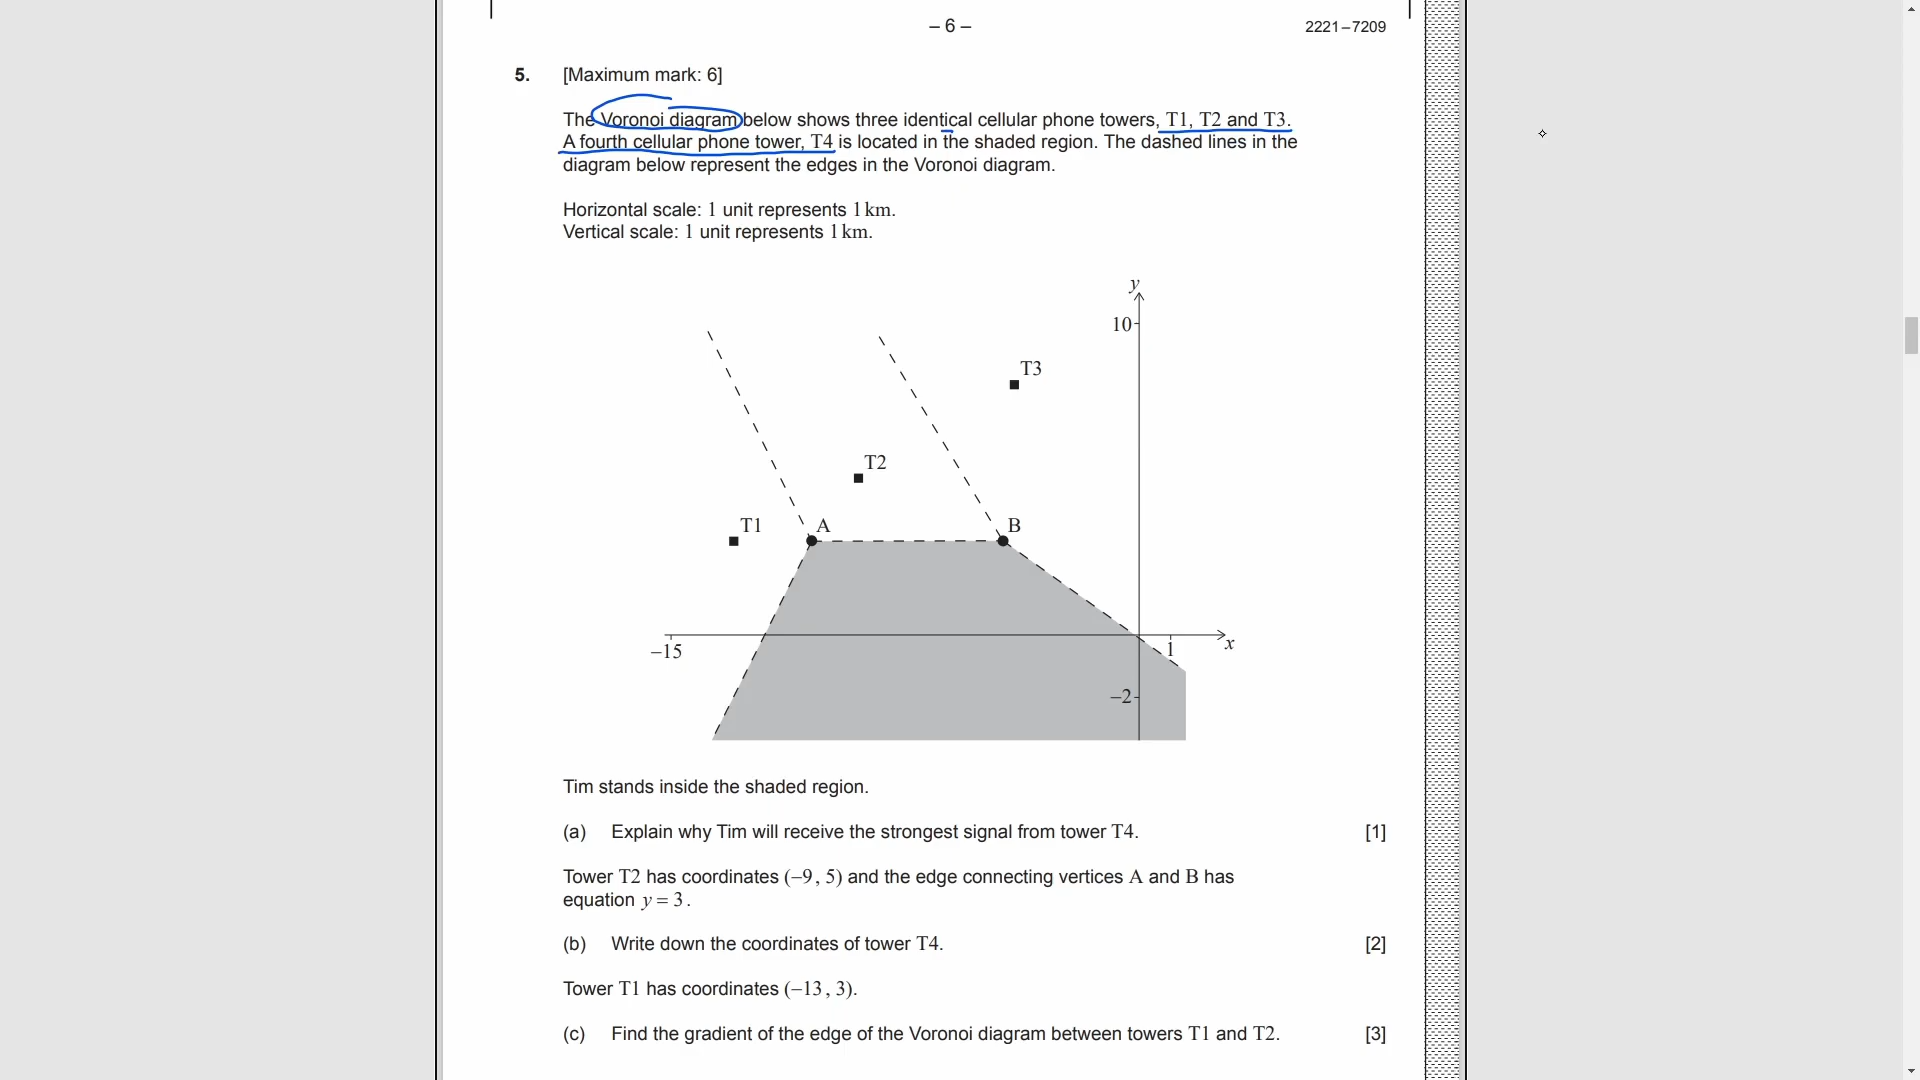 – 6 –
2221 – 7209
5. [Maximum mark: 6]
The Voronoi diagram below shows three identical cellular phone towers, T1, T2 and T3.
A fourth cellular phone tower, T4 is located in the shaded region. The dashed lines in the
diagram below represent the edges in the Voronoi diagram.
Horizontal scale: 1 unit represents 1 km.
Vertical scale: 1 unit represents 1 km.
y
10
T3
T2
T1
A
B
–15
1
x
–2
Tim stands inside the shaded region.
(a) Explain why Tim will receive the strongest signal from tower T4. [1]
Tower T2 has coordinates (–9, 5) and the edge connecting vertices A and B has
equation y = 3.
(b) Write down the coordinates of tower T4. [2]
Tower T1 has coordinates (–13, 3).
(c) Find the gradient of the edge of the Voronoi diagram between towers T1 and T2. [3]